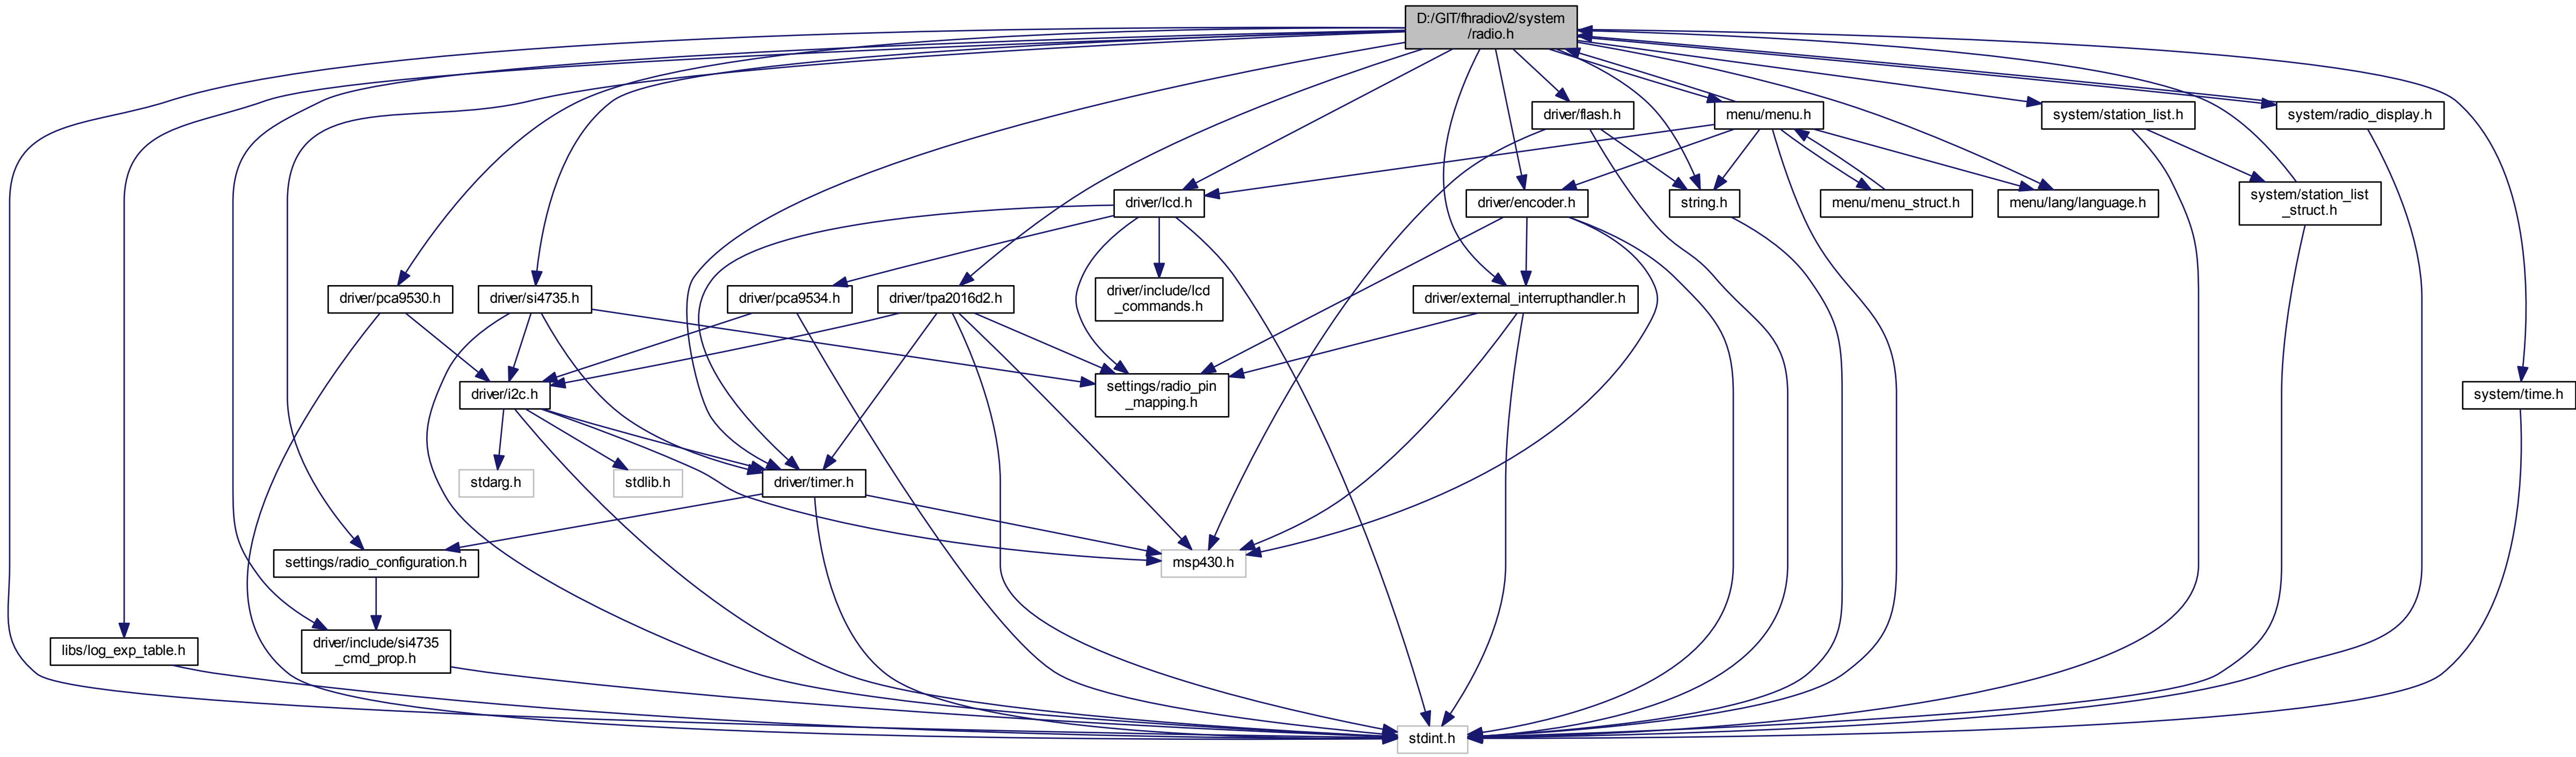 D:/GIT/fhradiov2/system
/radio.h
driver/flash.h
menu/menu.h
system/station_list.h
system/radio_display.h
driver/lcd.h
driver/encoder.h
string.h
menu/menu_struct.h
menu/lang/language.h
system/station_list
_struct.h
driver/pca9530.h
driver/si4735.h
driver/pca9534.h
driver/tpa2016d2.h
driver/include/lcd
_commands.h
driver/external_interrupthandler.h
driver/i2c.h
settings/radio_pin
_mapping.h
system/time.h
stdarg.h
stdlib.h
driver/timer.h
settings/radio_configuration.h
msp430.h
libs/log_exp_table.h
driver/include/si4735
_cmd_prop.h
stdint.h